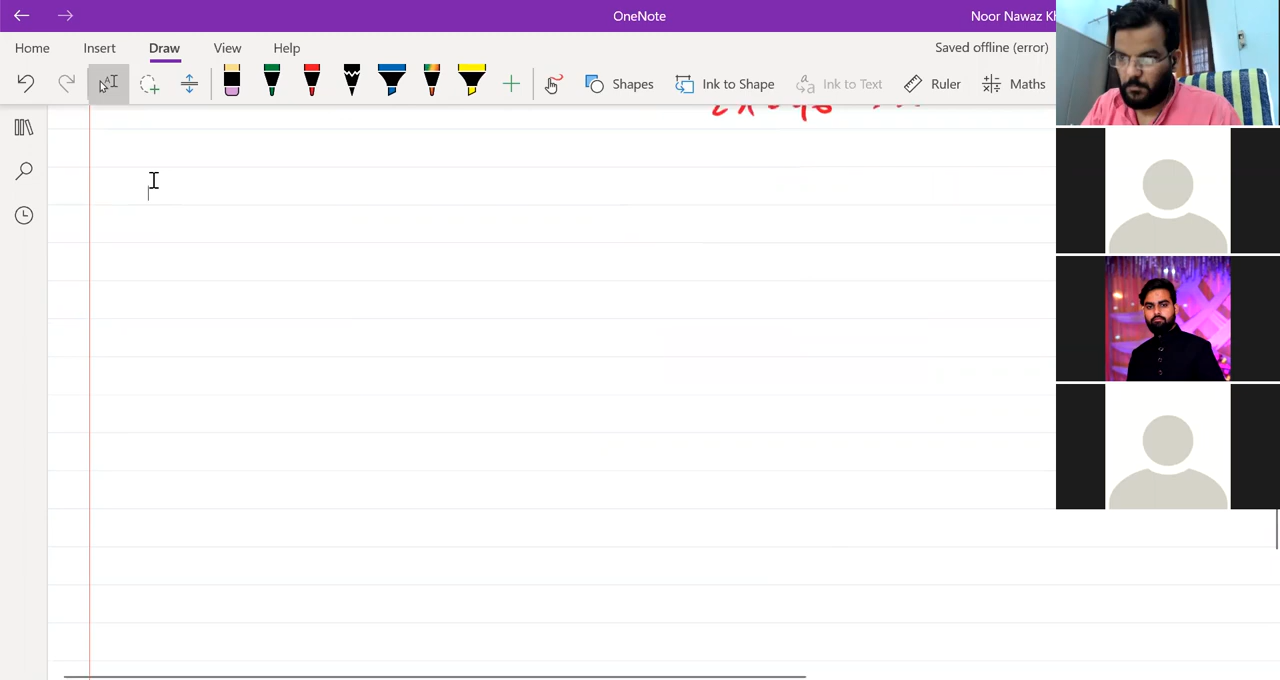 OneNote
Noor Nawaz Kh
Home Insert Draw View Help
Saved offline (error)
Shapes Ink to Shape Ink to Text Ruler Maths